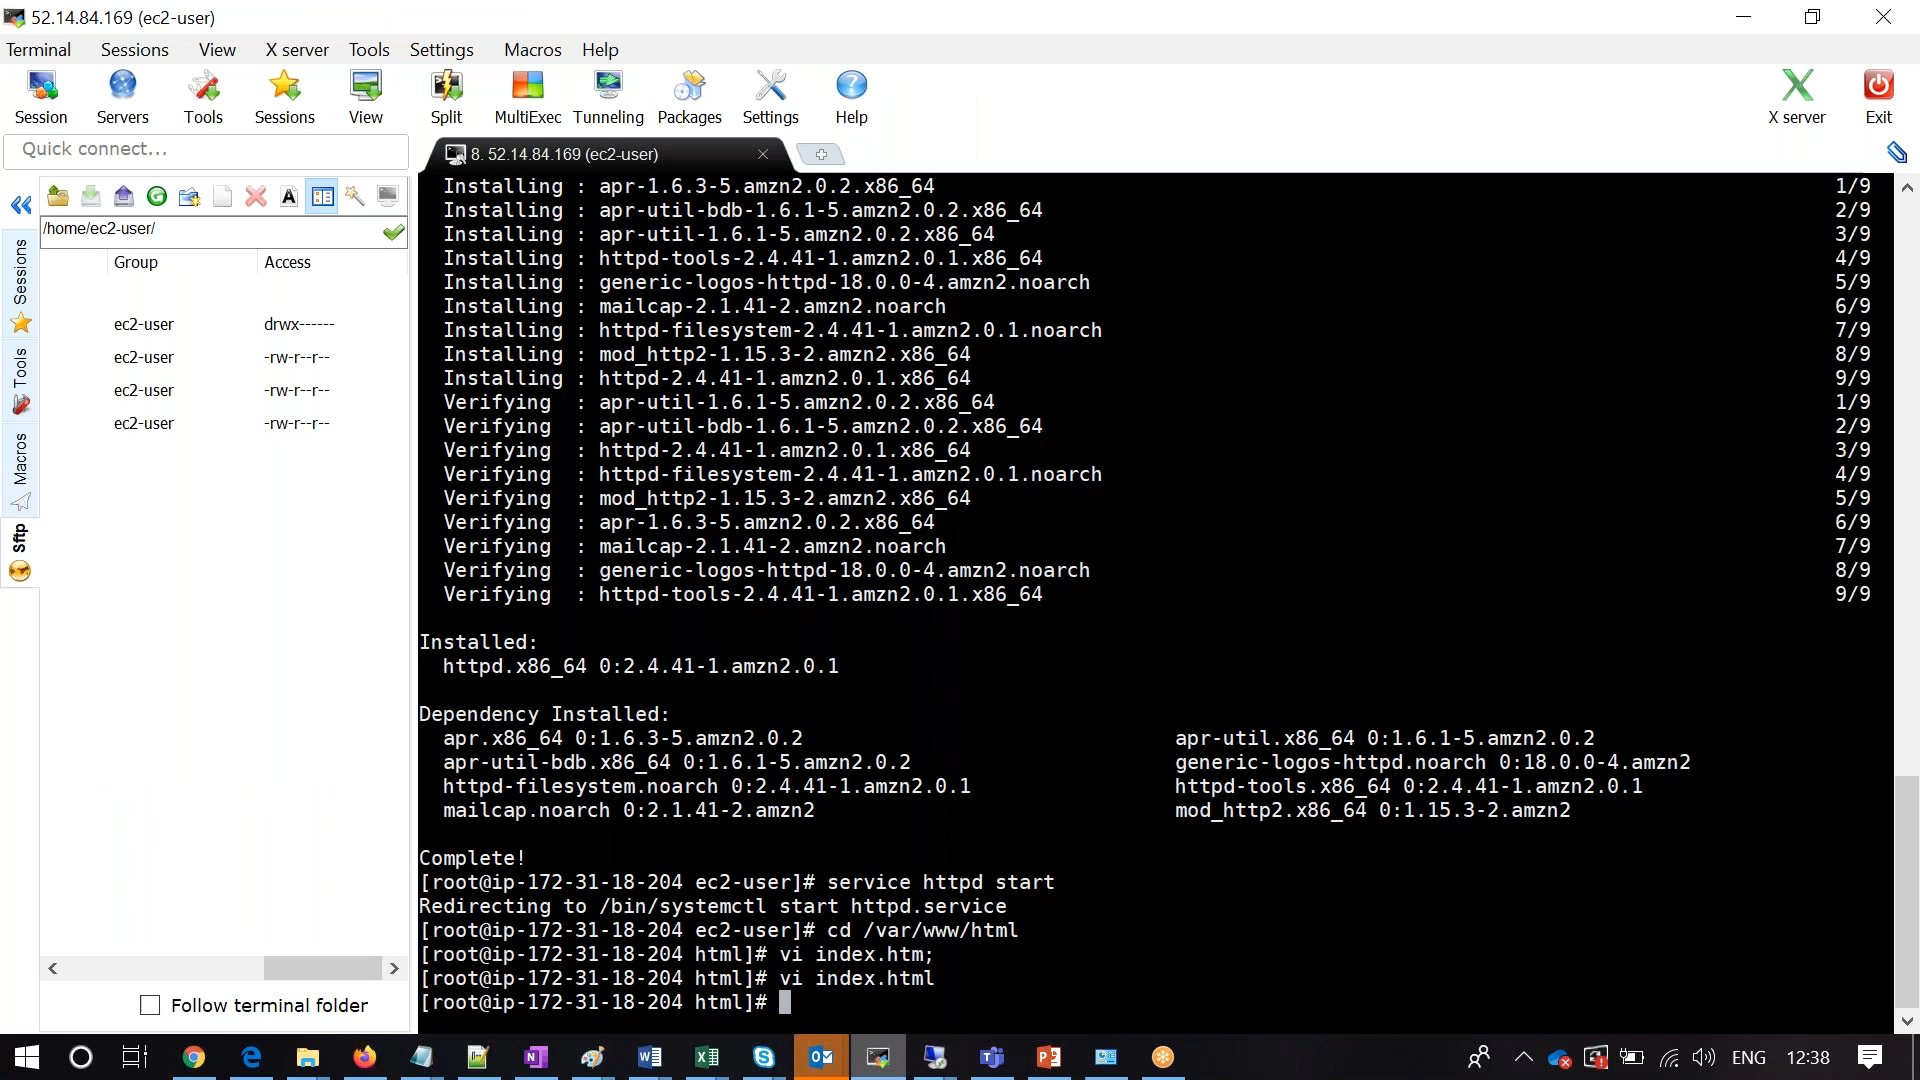 52.14.84.169 (ec2-user)
Terminal Sessions View X server Tools Settings Macros Help
Session Servers Tools Sessions View Split MultiExec Tunneling Packages Settings Help X server Exit
Quick connect...
8. 52.14.84.169 (ec2-user)
/home/ec2-user/
Group Access
ec2-user drwx------
ec2-user -rw-r--r--
ec2-user -rw-r--r--
ec2-user -rw-r--r--
Sessions
Tools
Macros
Sftp
Follow terminal folder
Installing : apr-1.6.3-5.amzn2.0.2.x86_64 1/9
Installing : apr-util-bdb-1.6.1-5.amzn2.0.2.x86_64 2/9
Installing : apr-util-1.6.1-5.amzn2.0.2.x86_64 3/9
Installing : httpd-tools-2.4.41-1.amzn2.0.1.x86_64 4/9
Installing : generic-logos-httpd-18.0.0-4.amzn2.noarch 5/9
Installing : mailcap-2.1.41-2.amzn2.noarch 6/9
Installing : httpd-filesystem-2.4.41-1.amzn2.0.1.noarch 7/9
Installing : mod_http2-1.15.3-2.amzn2.x86_64 8/9
Installing : httpd-2.4.41-1.amzn2.0.1.x86_64 9/9
Verifying : apr-util-1.6.1-5.amzn2.0.2.x86_64 1/9
Verifying : apr-util-bdb-1.6.1-5.amzn2.0.2.x86_64 2/9
Verifying : httpd-2.4.41-1.amzn2.0.1.x86_64 3/9
Verifying : httpd-filesystem-2.4.41-1.amzn2.0.1.noarch 4/9
Verifying : mod_http2-1.15.3-2.amzn2.x86_64 5/9
Verifying : apr-1.6.3-5.amzn2.0.2.x86_64 6/9
Verifying : mailcap-2.1.41-2.amzn2.noarch 7/9
Verifying : generic-logos-httpd-18.0.0-4.amzn2.noarch 8/9
Verifying : httpd-tools-2.4.41-1.amzn2.0.1.x86_64 9/9
Installed:
httpd.x86_64 0:2.4.41-1.amzn2.0.1
Dependency Installed:
apr.x86_64 0:1.6.3-5.amzn2.0.2 apr-util.x86_64 0:1.6.1-5.amzn2.0.2
apr-util-bdb.x86_64 0:1.6.1-5.amzn2.0.2 generic-logos-httpd.noarch 0:18.0.0-4.amzn2
httpd-filesystem.noarch 0:2.4.41-1.amzn2.0.1 httpd-tools.x86_64 0:2.4.41-1.amzn2.0.1
mailcap.noarch 0:2.1.41-2.amzn2 mod_http2.x86_64 0:1.15.3-2.amzn2
Complete!
[root@ip-172-31-18-204 ec2-user]# service httpd start
Redirecting to /bin/systemctl start httpd.service
[root@ip-172-31-18-204 ec2-user]# cd /var/www/html
[root@ip-172-31-18-204 html]# vi index.htm;
[root@ip-172-31-18-204 html]# vi index.html
[root@ip-172-31-18-204 html]#
ENG 12:38